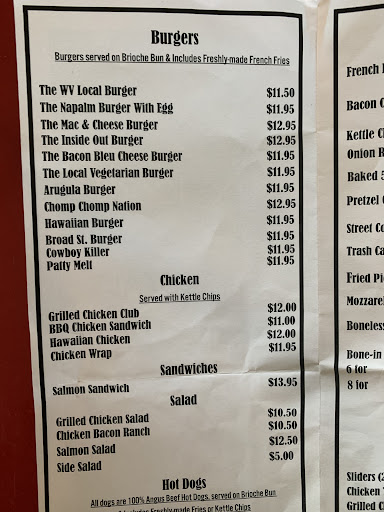 Burgers
Burgers served on Brioche Bun & Includes Freshly-made French Fries
The WV Local Burger $11.50
The Napalm Burger With Egg $11.95
The Mac & Cheese Burger $12.95
The Inside Out Burger $12.95
The Bacon Bleu Cheese Burger $11.95
The Local Vegetarian Burger $11.95
Arugula Burger $11.95
Chomp Chomp Nation $12.95
Hawaiian Burger $11.95
Broad St. Burger $11.95
Cowboy Killer $11.95
Patty Melt $11.95
Chicken
Served with Kettle Chips
Grilled Chicken Club $12.00
BBQ Chicken Sandwich $11.00
Hawaiian Chicken $12.00
Chicken Wrap $11.95
Sandwiches
Salmon Sandwich $13.95
Salad
Grilled Chicken Salad $10.50
Chicken Bacon Ranch $10.50
Salmon Salad $12.50
Side Salad $5.00
Hot Dogs
All dogs are 100% Angus Beef Hot Dogs, served on Brioche Bun
Includes Freshly-made Fries or Kettle Chips
French
Bacon
Kettle
Onion
Baked
Pretzel
Street
Trash
Fried
Boneless
Bone-in
6 for
8 for
Sliders
Chicken
Grilled